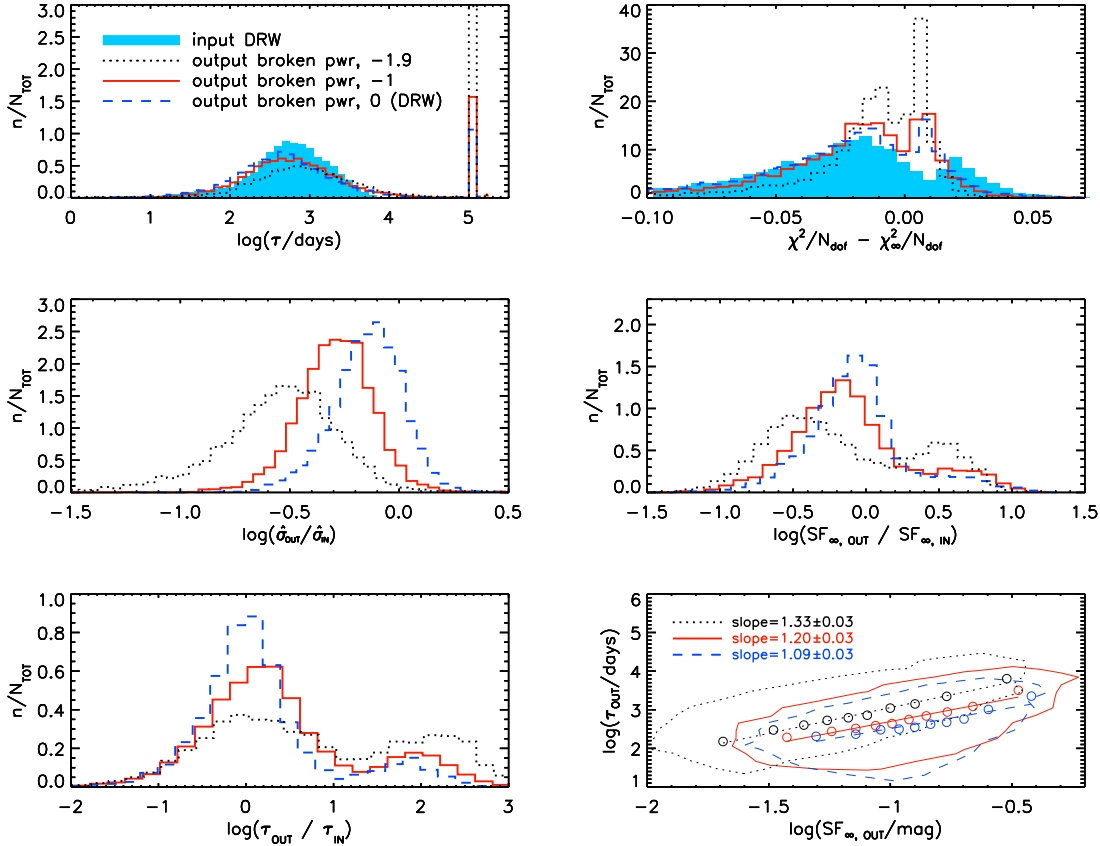 3.0
2.5
2.0
1.5
1.0
0.5
0.0
n/N_TOT
input DRW
output broken pwr, −1.9
output broken pwr, −1
output broken pwr, 0 (DRW)
0 1 2 3 4 5
log(τ/days)
40
30
20
10
0
n/N_TOT
−0.10 −0.05 0.00 0.05
χ²/N_dof − χ²_∞/N_dof
3.0
2.5
2.0
1.5
1.0
0.5
0.0
n/N_TOT
−1.5 −1.0 −0.5 0.0 0.5
log(σ̂_OUT/σ̂_IN)
2.0
1.5
1.0
0.5
0.0
n/N_TOT
−1.5 −1.0 −0.5 0.0 0.5 1.0 1.5
log(SF_∞, OUT / SF_∞, IN)
1.0
0.8
0.6
0.4
0.2
0.0
n/N_TOT
−2 −1 0 1 2 3
log(τ_OUT / τ_IN)
6
5
4
3
2
1
log(τ_OUT/days)
slope=1.33±0.03
slope=1.20±0.03
slope=1.09±0.03
−2 −1.5 −1 −0.5
log(SF_∞, OUT/mag)